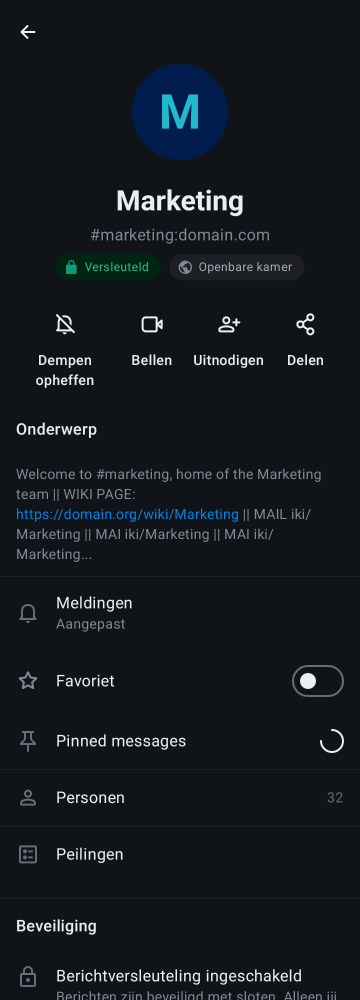 M
Marketing
#marketing:domain.com
Versleuteld
Openbare kamer
Dempen
opheffen
Bellen
Uitnodigen
Delen
Onderwerp
Welcome to #marketing, home of the Marketing
team || WIKI PAGE:
https://domain.org/wiki/Marketing || MAIL iki/
Marketing || MAI iki/Marketing || MAI iki/
Marketing...
Meldingen
Aangepast
Favoriet
Pinned messages
Personen
32
Peilingen
Beveiliging
Berichtversleuteling ingeschakeld
Berichten zijn beveiligd met sloten. Alleen jij